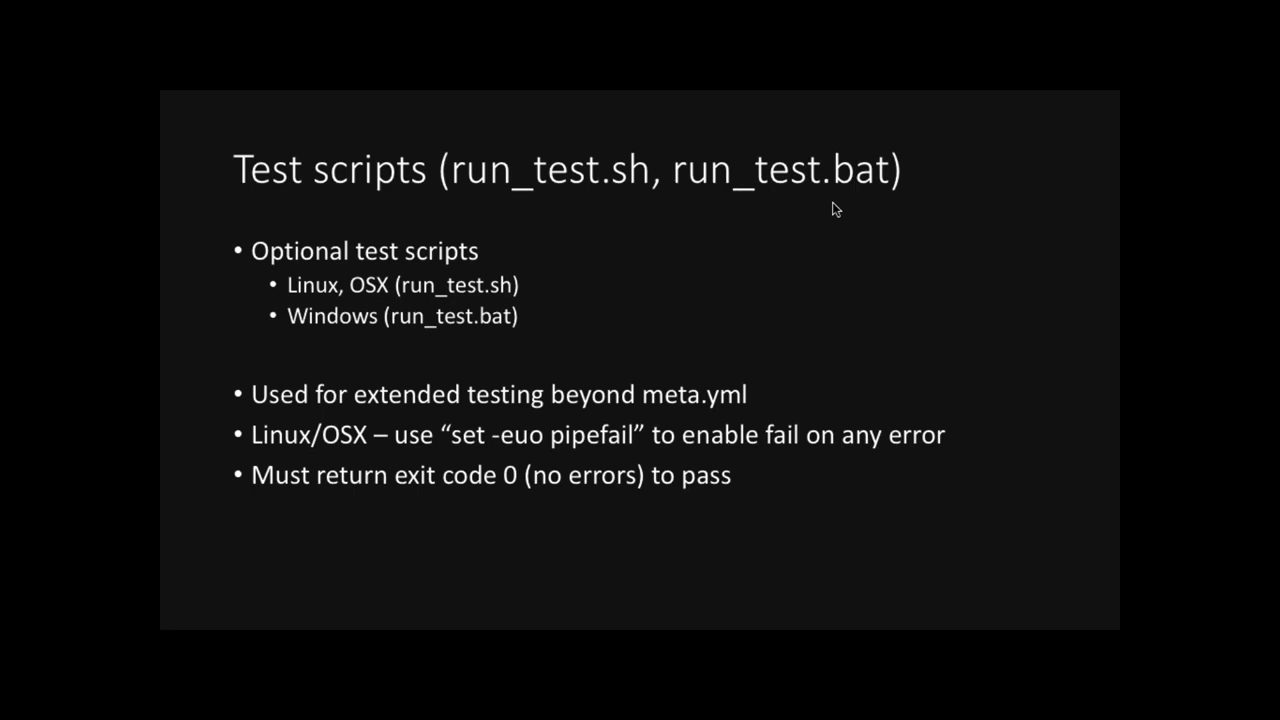 Test scripts (run_test.sh, run_test.bat)
• Optional test scripts
• Linux, OSX (run_test.sh)
• Windows (run_test.bat)
• Used for extended testing beyond meta.yml
• Linux/OSX – use “set -euo pipefail” to enable fail on any error
• Must return exit code 0 (no errors) to pass